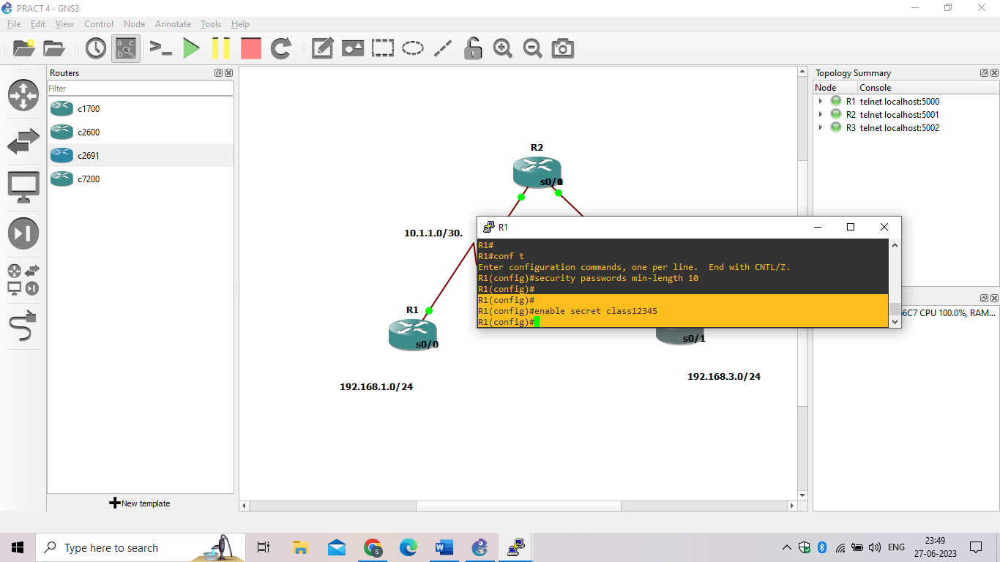 PRACT 4 - GNS3
File Edit View Control Node Annotate Tools Help
Routers
Filter
c1700
c2600
c2691
c7200
New template
R2
s0/
10.1.1.0/30.
R1
s0/0
192.168.1.0/24
s0/1
192.168.3.0/24
R1
R1#
R1#conf t
Enter configuration commands, one per line.  End with CNTL/Z.
R1(config)#security passwords min-length 10
R1(config)#
R1(config)#
R1(config)#enable secret class12345
R1(config)#
Topology Summary
Node Console
R1 telnet localhost:5000
R2 telnet localhost:5001
R3 telnet localhost:5002
6C7 CPU 100.0%, RAM...
Type here to search
ENG
23:49
27-06-2023